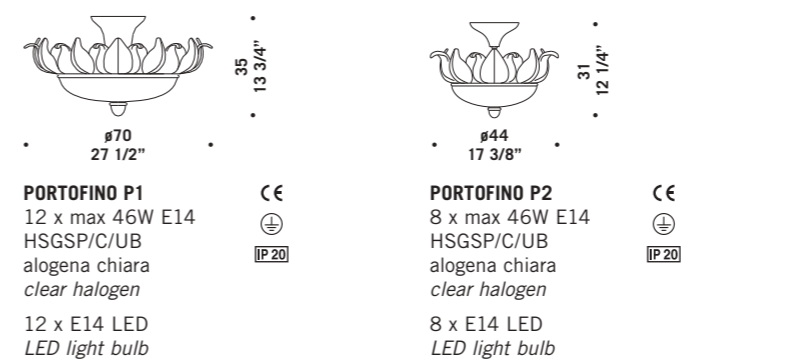 35
13 3/4”
ø70
27 1/2”
PORTOFINO P1
12 x max 46W E14
HSGSP/C/UB
alogena chiara
clear halogen
12 x E14 LED
LED light bulb
CE
IP 20
31
12 1/4”
ø44
17 3/8”
PORTOFINO P2
8 x max 46W E14
HSGSP/C/UB
alogena chiara
clear halogen
8 x E14 LED
LED light bulb
CE
IP 20